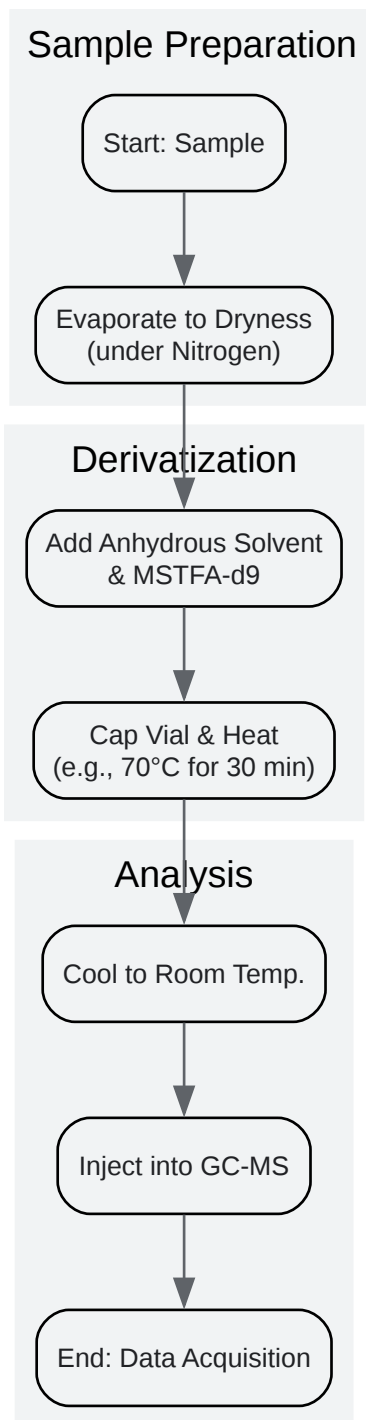 Sample Preparation
Start: Sample
Evaporate to Dryness
(under Nitrogen)
Derivatization
Add Anhydrous Solvent
& MSTFA-d9
Cap Vial & Heat
(e.g., 70°C for 30 min)
Analysis
Cool to Room Temp.
Inject into GC-MS
End: Data Acquisition